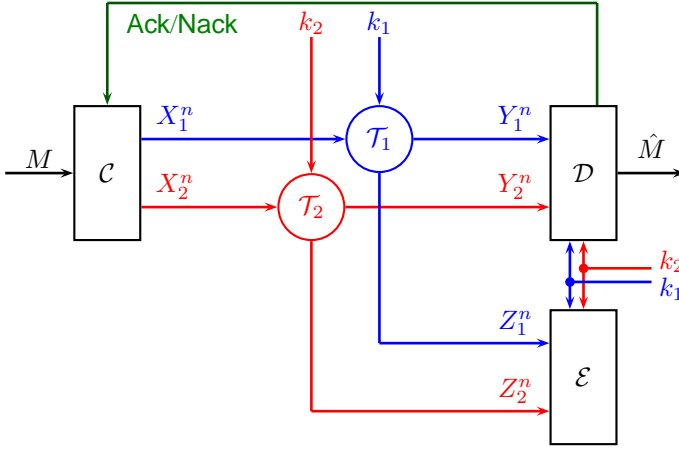 Ack/Nack
k₂ k₁
X₁ⁿ Y₁ⁿ
𝒯₁
M 𝒞 𝒟 M̂
X₂ⁿ Y₂ⁿ
𝒯₂
k₂
k₁
Z₁ⁿ
ℰ
Z₂ⁿ